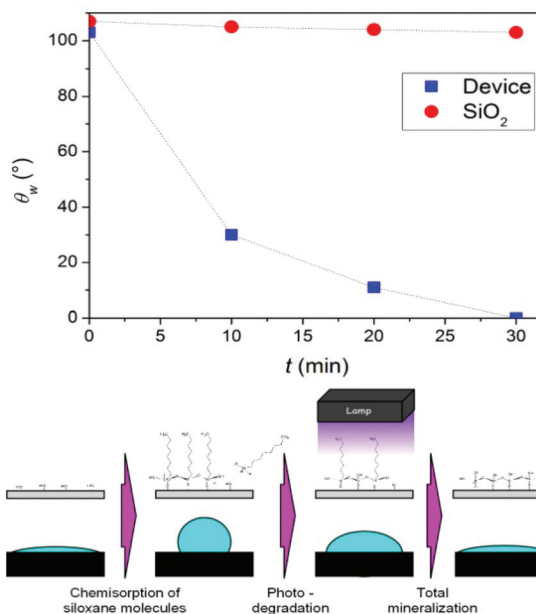 100
80
60
40
20
0
θw (°)
Device
SiO2
0 5 10 15 20 25 30
t (min)
Lamp
Chemisorption of
siloxane molecules
Photo -
degradation
Total
mineralization